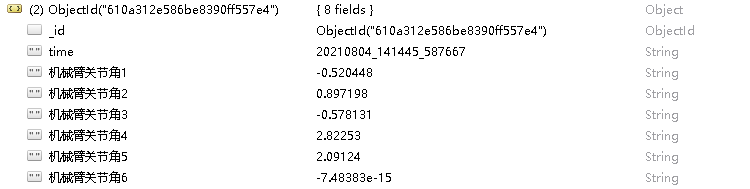 (2) ObjectId("610a312e586be8390ff557e4") { 8 fields } Object
_id ObjectId("610a312e586be8390ff557e4") ObjectId
"" time 20210804_141445_587667 String
"" 机械臂关节角1 -0.520448 String
"" 机械臂关节角2 0.897198 String
"" 机械臂关节角3 -0.578131 String
"" 机械臂关节角4 2.82253 String
"" 机械臂关节角5 2.09124 String
"" 机械臂关节角6 -7.48383e-15 String